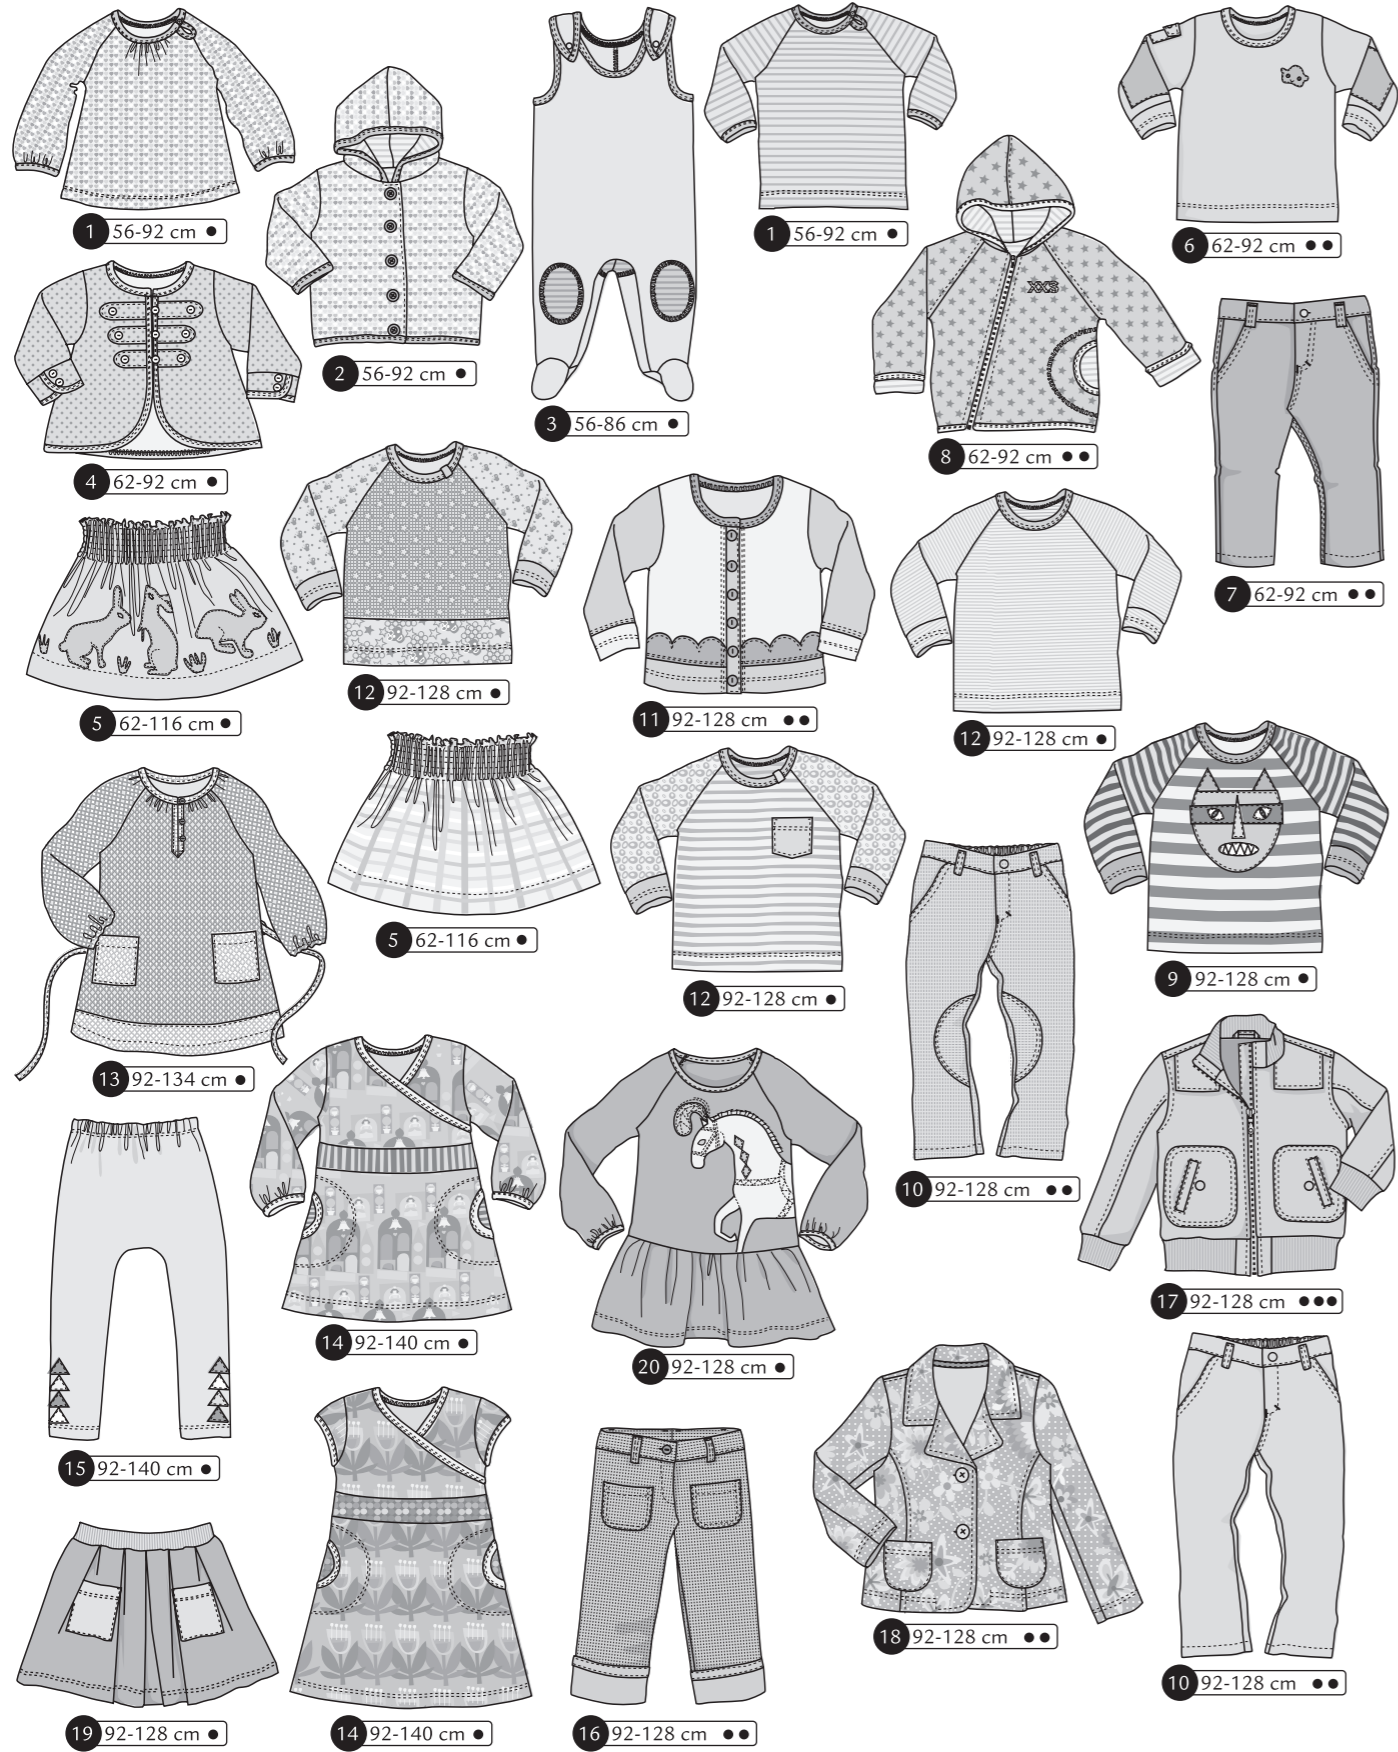 1 56-92 cm ●
1 56-92 cm ●
6 62-92 cm ●●
2 56-92 cm ●
3 56-86 cm ●
XXS
8 62-92 cm ●●
4 62-92 cm ●
7 62-92 cm ●●
5 62-116 cm ●
12 92-128 cm ●
11 92-128 cm ●●
12 92-128 cm ●
5 62-116 cm ●
12 92-128 cm ●
9 92-128 cm ●
13 92-134 cm ●
10 92-128 cm ●●
17 92-128 cm ●●●
14 92-140 cm ●
20 92-128 cm ●
15 92-140 cm ●
18 92-128 cm ●●
10 92-128 cm ●●
19 92-128 cm ●
14 92-140 cm ●
16 92-128 cm ●●